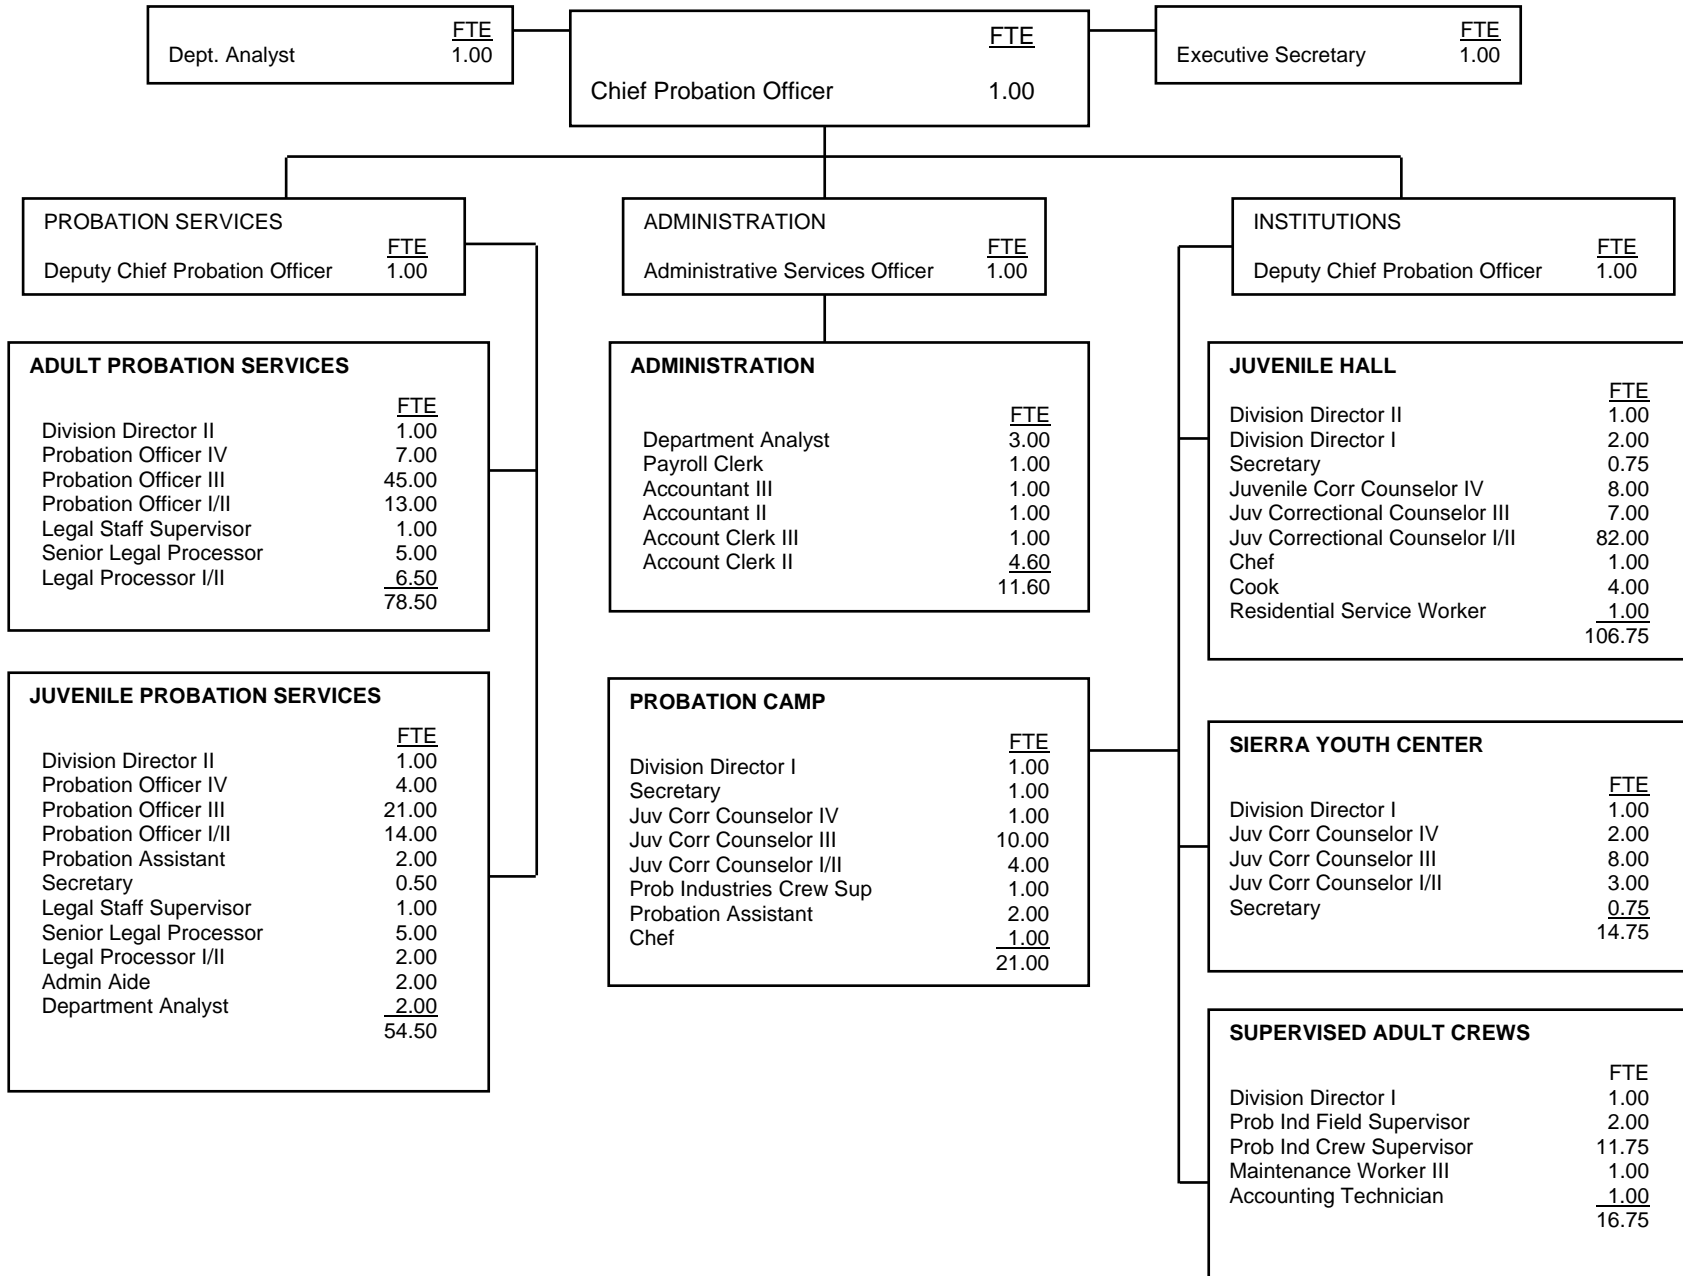 FTE
Dept. Analyst 1.00
FTE
Chief Probation Officer 1.00
FTE
Executive Secretary 1.00
PROBATION SERVICES
FTE
Deputy Chief Probation Officer 1.00
ADMINISTRATION
FTE
Administrative Services Officer 1.00
INSTITUTIONS
FTE
Deputy Chief Probation Officer 1.00
ADULT PROBATION SERVICES
FTE
Division Director II 1.00
Probation Officer IV 7.00
Probation Officer III 45.00
Probation Officer I/II 13.00
Legal Staff Supervisor 1.00
Senior Legal Processor 5.00
Legal Processor I/II 6.50
78.50
ADMINISTRATION
FTE
Department Analyst 3.00
Payroll Clerk 1.00
Accountant III 1.00
Accountant II 1.00
Account Clerk III 1.00
Account Clerk II 4.60
11.60
JUVENILE HALL
FTE
Division Director II 1.00
Division Director I 2.00
Secretary 0.75
Juvenile Corr Counselor IV 8.00
Juv Correctional Counselor III 7.00
Juv Correctional Counselor I/II 82.00
Chef 1.00
Cook 4.00
Residential Service Worker 1.00
106.75
JUVENILE PROBATION SERVICES
FTE
Division Director II 1.00
Probation Officer IV 4.00
Probation Officer III 21.00
Probation Officer I/II 14.00
Probation Assistant 2.00
Secretary 0.50
Legal Staff Supervisor 1.00
Senior Legal Processor 5.00
Legal Processor I/II 2.00
Admin Aide 2.00
Department Analyst 2.00
54.50
PROBATION CAMP
FTE
Division Director I 1.00
Secretary 1.00
Juv Corr Counselor IV 1.00
Juv Corr Counselor III 10.00
Juv Corr Counselor I/II 4.00
Prob Industries Crew Sup 1.00
Probation Assistant 2.00
Chef 1.00
21.00
SIERRA YOUTH CENTER
FTE
Division Director I 1.00
Juv Corr Counselor IV 2.00
Juv Corr Counselor III 8.00
Juv Corr Counselor I/II 3.00
Secretary 0.75
14.75
SUPERVISED ADULT CREWS
FTE
Division Director I 1.00
Prob Ind Field Supervisor 2.00
Prob Ind Crew Supervisor 11.75
Maintenance Worker III 1.00
Accounting Technician 1.00
16.75